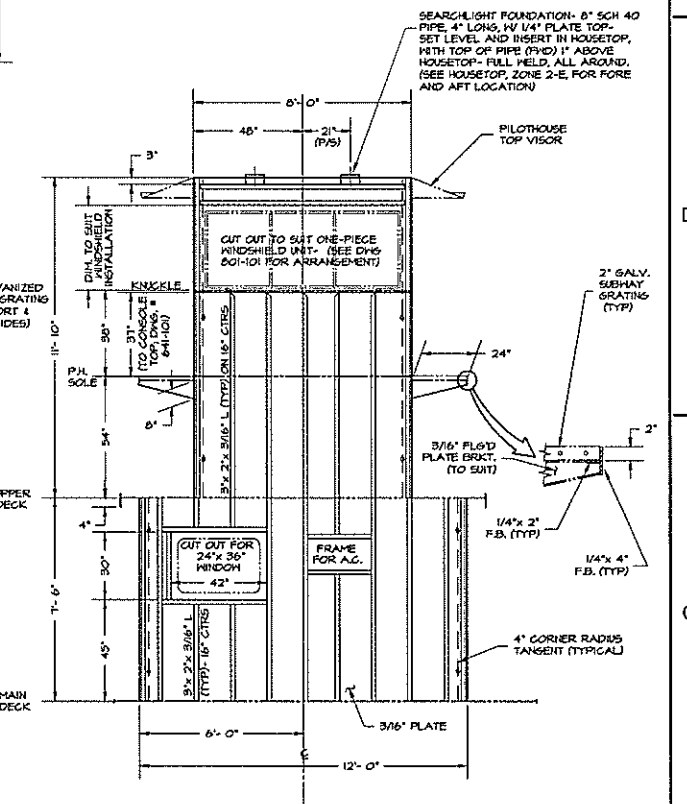 SEARCHLIGHT FOUNDATION- 8" SCH 40
PIPE, 4" LONG, W/ 1/4" PLATE TOP-
SET LEVEL AND INSERT IN HOUSETOP,
WITH TOP OF PIPE (FWD) 1" ABOVE
HOUSETOP- FULL WELD, ALL AROUND.
(SEE HOUSETOP, ZONE 2-E, FOR FORE
AND AFT LOCATION)
8'- 0"
48"
21"
(P/S)
PILOTHOUSE
TOP VISOR
3"
DIM. TO SUIT
WINDSHIELD
INSTALLATION
CUT OUT TO SUIT ONE-PIECE
WINDSHIELD UNIT- (SEE DWG
801-101 FOR ARRANGEMENT)
VANIZED
GRATING
ORT &
IDES)
11'- 10"
KNUCKLE
38"
37"
(TO CONSOLE
TOP, DWG. #
641-101)
3"x 2"x 3/16" L (TYP) ON 16" CTRS
P.H.
SOLE
24"
2" GALV.
SUBWAY
GRATING
(TYP)
8"
54"
3/16" FLG'D
PLATE BRKT.
(TO SUIT)
2"
1/4"x 2"
F.B. (TYP)
1/4"x 4"
F.B. (TYP)
UPPER
DECK
4"
CUT OUT FOR
24"x 36"
WINDOW
42"
FRAME
FOR A.C.
30"
7'- 6"
45"
3"x 2"x 3/16" L
(TYP)- 16" CTRS
4" CORNER RADIUS
TANGENT (TYPICAL)
MAIN
DECK
3/16" PLATE
6'- 0"
12'- 0"
D